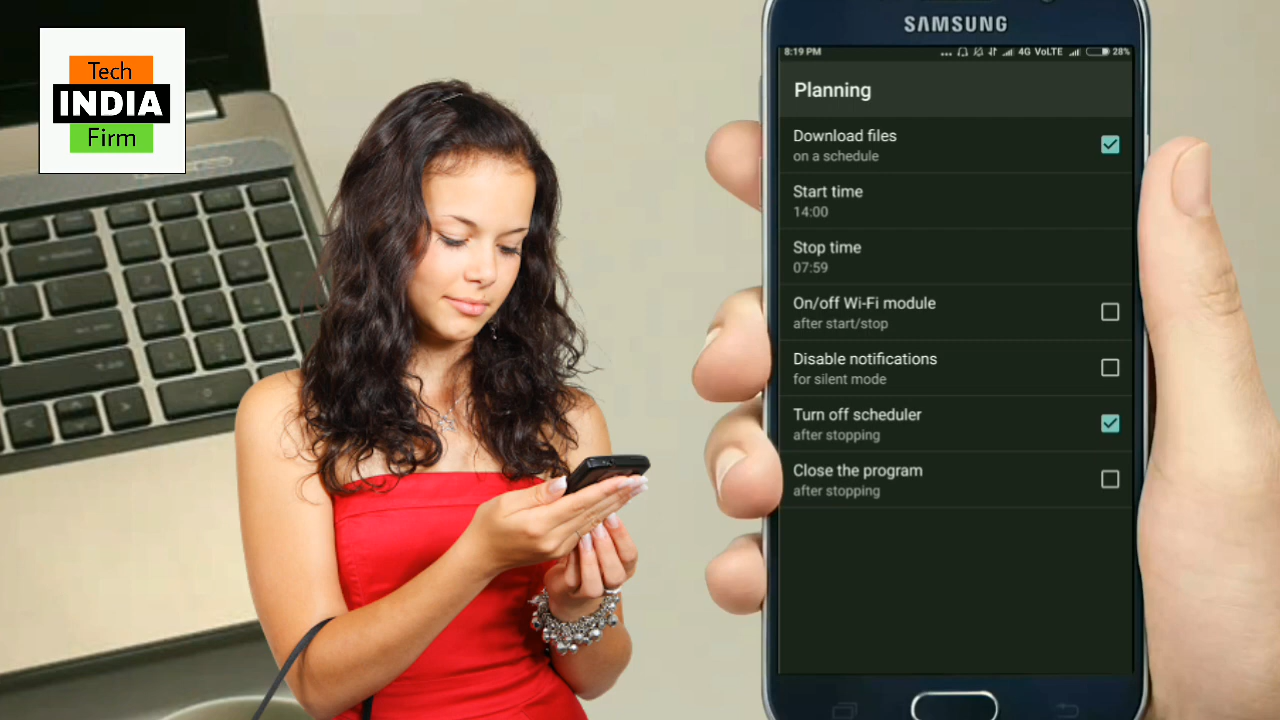 Tech
INDIA
Firm
SAMSUNG
8:19 PM ... 4G VoLTE 28%
Planning
Download files
on a schedule
Start time
14:00
Stop time
07:59
On/off Wi-Fi module
after start/stop
Disable notifications
for silent mode
Turn off scheduler
after stopping
Close the program
after stopping